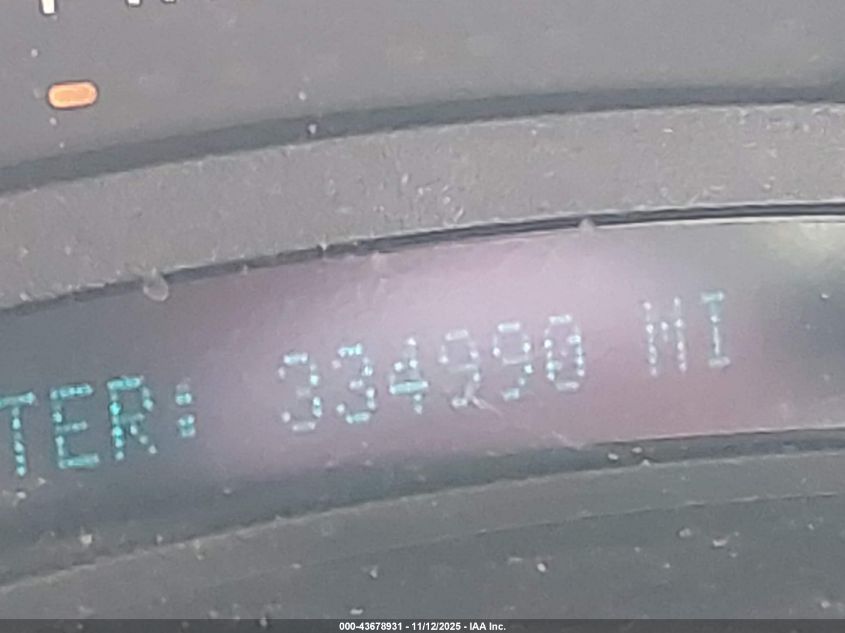 TER: 334990 MI
000-43678931 - 11/12/2025 - IAA Inc.